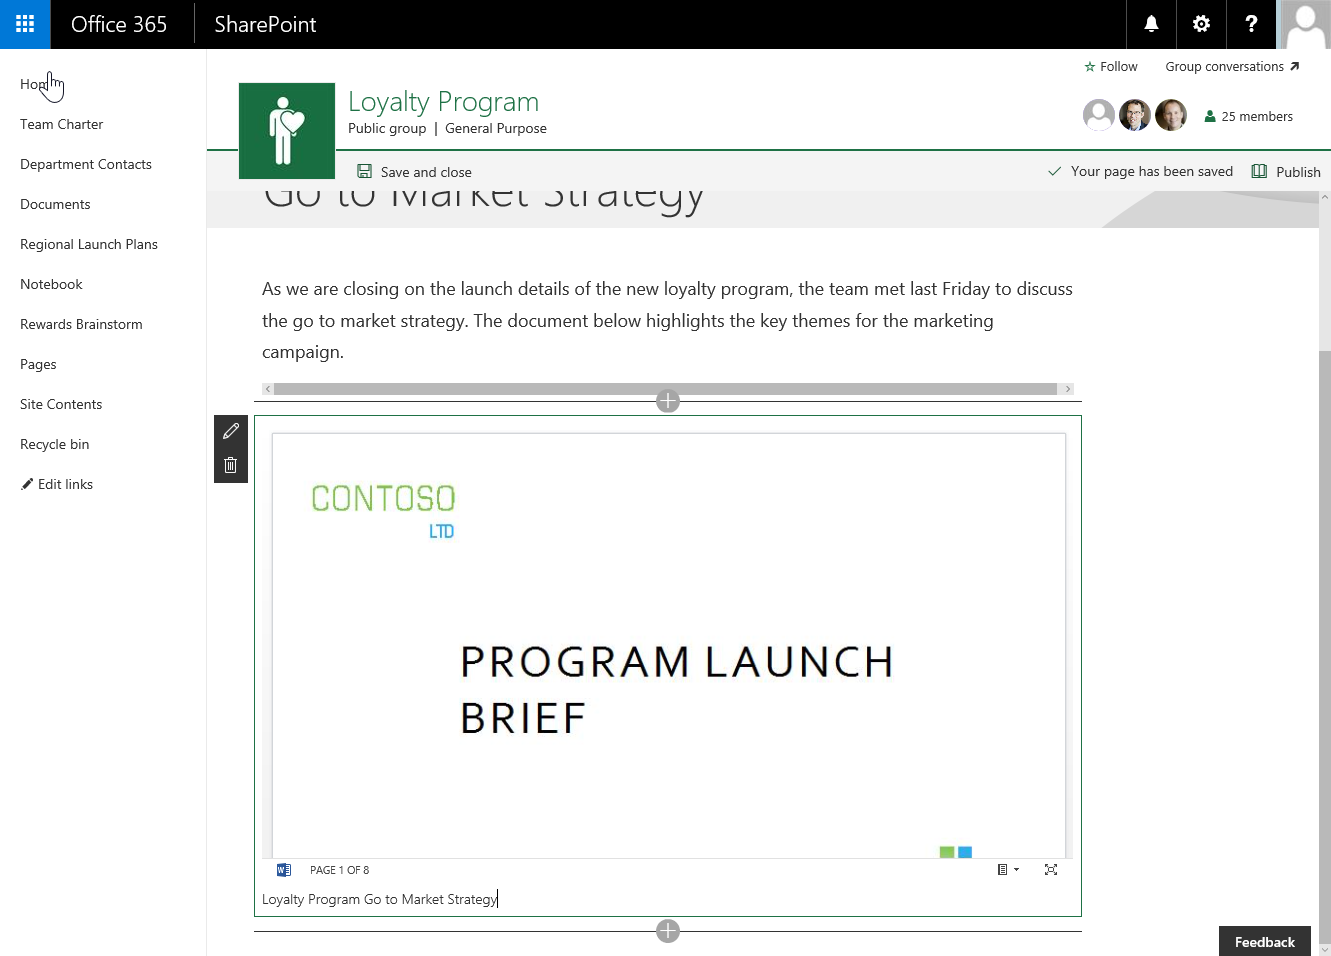 Office 365
SharePoint
?
Home
Team Charter
Department Contacts
Documents
Regional Launch Plans
Notebook
Rewards Brainstorm
Pages
Site Contents
Recycle bin
Edit links
Follow
Group conversations
Loyalty Program
Public group | General Purpose
25 members
Save and close
Your page has been saved
Publish
Go to Market Strategy
As we are closing on the launch details of the new loyalty program, the team met last Friday to discuss
the go to market strategy. The document below highlights the key themes for the marketing
campaign.
CONTOSO
LTD
PROGRAM LAUNCH
BRIEF
PAGE 1 OF 8
Loyalty Program Go to Market Strategy
Feedback